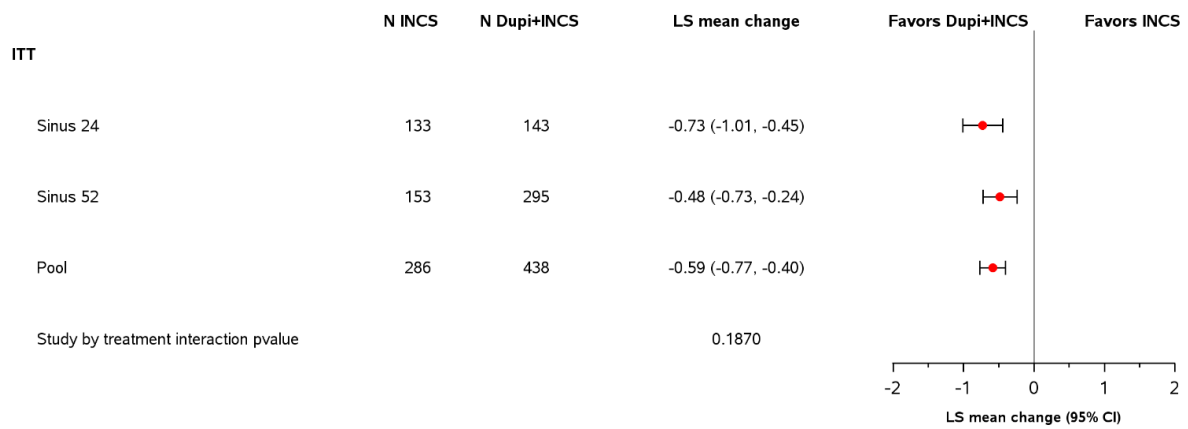 N INCS N Dupi+INCS LS mean change Favors Dupi+INCS Favors INCS
ITT
Sinus 24 133 143 -0.73 (-1.01, -0.45)
Sinus 52 153 295 -0.48 (-0.73, -0.24)
Pool 286 438 -0.59 (-0.77, -0.40)
Study by treatment interaction pvalue 0.1870
-2 -1 0 1 2
LS mean change (95% CI)